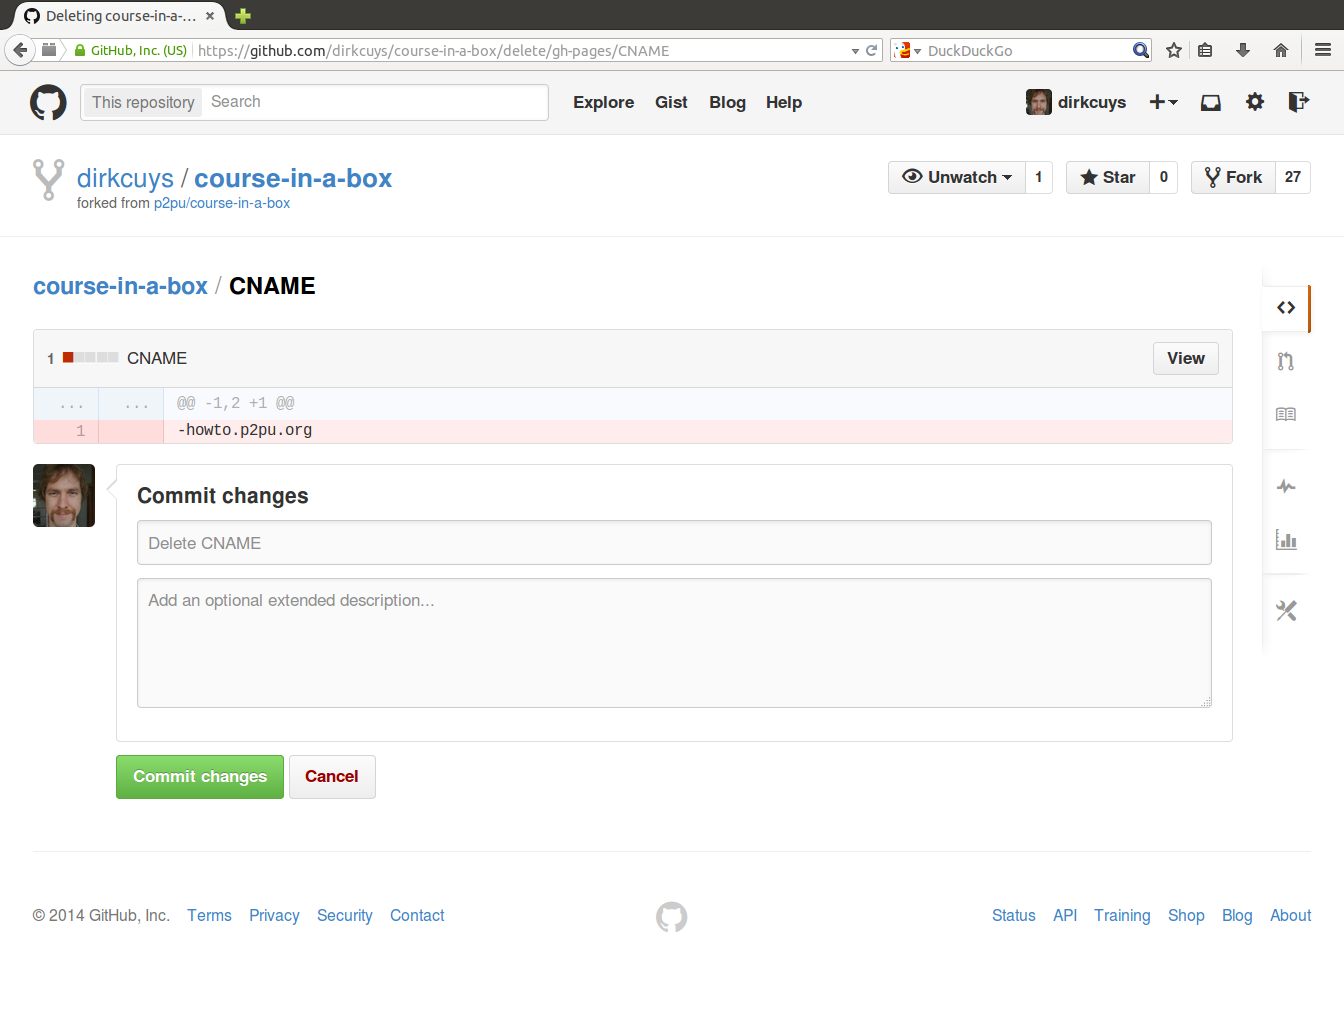 Deleting course-in-a-... ×
GitHub, Inc. (US) https://github.com/dirkcuys/course-in-a-box/delete/gh-pages/CNAME DuckDuckGo
This repository Search Explore Gist Blog Help dirkcuys
dirkcuys / course-in-a-box Unwatch 1 Star 0 Fork 27
forked from p2pu/course-in-a-box
course-in-a-box / CNAME
1 CNAME View
... ... @@ -1,2 +1 @@
1 -howto.p2pu.org
Commit changes
Delete CNAME
Add an optional extended description...
Commit changes Cancel
© 2014 GitHub, Inc. Terms Privacy Security Contact Status API Training Shop Blog About